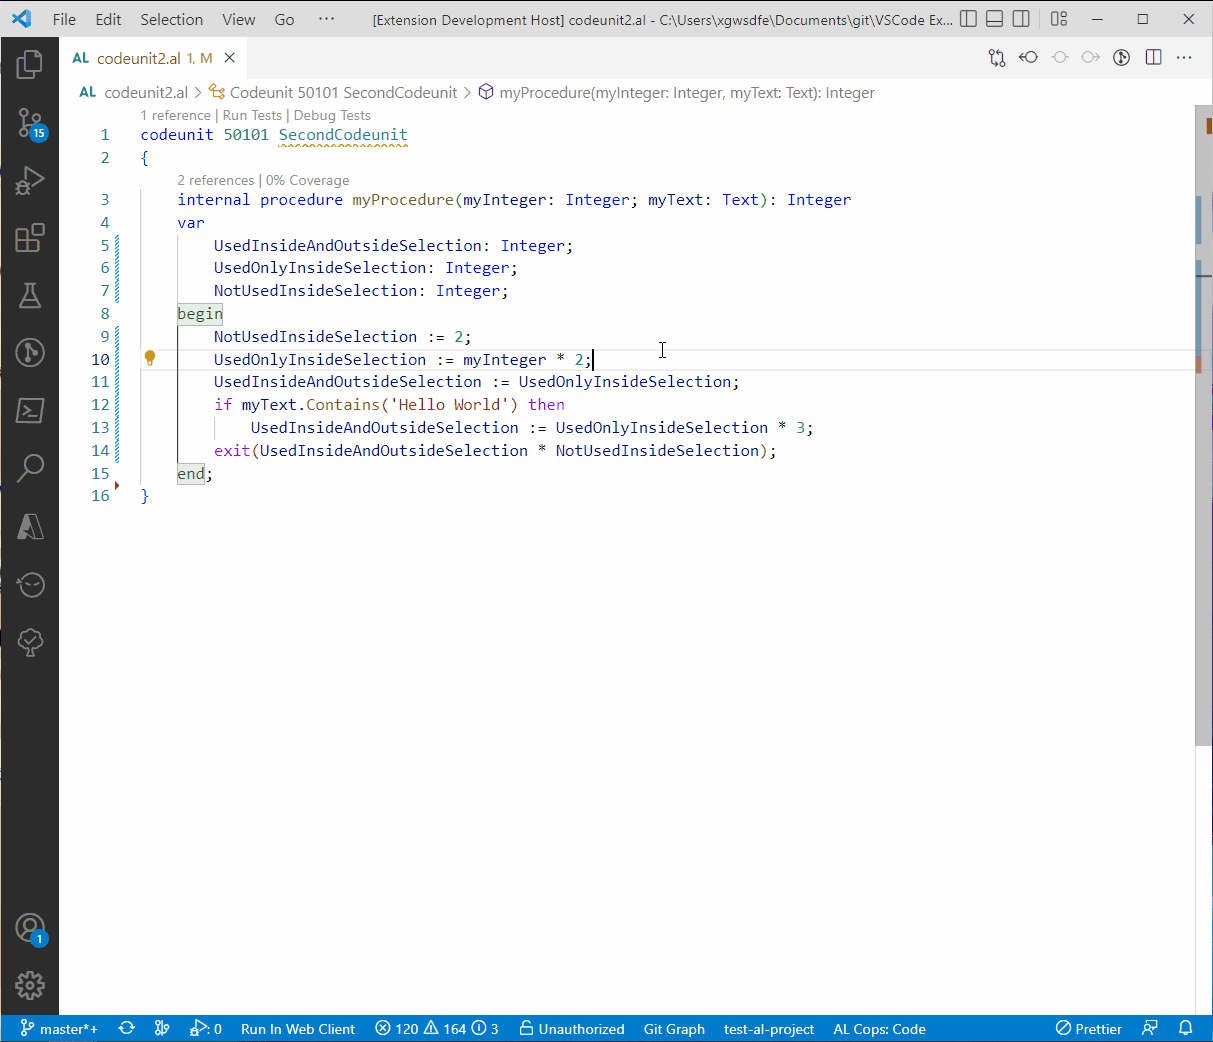 File Edit Selection View Go ··· [Extension Development Host] codeunit2.al - C:\Users\xgwsdfe\Documents\git\VSCode Ex...
AL codeunit2.al 1, M
AL codeunit2.al > Codeunit 50101 SecondCodeunit > myProcedure(myInteger: Integer, myText: Text): Integer
1 reference | Run Tests | Debug Tests
1 codeunit 50101 SecondCodeunit
2 {
2 references | 0% Coverage
3 internal procedure myProcedure(myInteger: Integer; myText: Text): Integer
4 var
5 UsedInsideAndOutsideSelection: Integer;
6 UsedOnlyInsideSelection: Integer;
7 NotUsedInsideSelection: Integer;
8 begin
9 NotUsedInsideSelection := 2;
10 UsedOnlyInsideSelection := myInteger * 2;
11 UsedInsideAndOutsideSelection := UsedOnlyInsideSelection;
12 if myText.Contains('Hello World') then
13 UsedInsideAndOutsideSelection := UsedOnlyInsideSelection * 3;
14 exit(UsedInsideAndOutsideSelection * NotUsedInsideSelection);
15 end;
16 }
15
1
master*+ : 0 Run In Web Client 120 164 3 Unauthorized Git Graph test-al-project AL Cops: Code Prettier